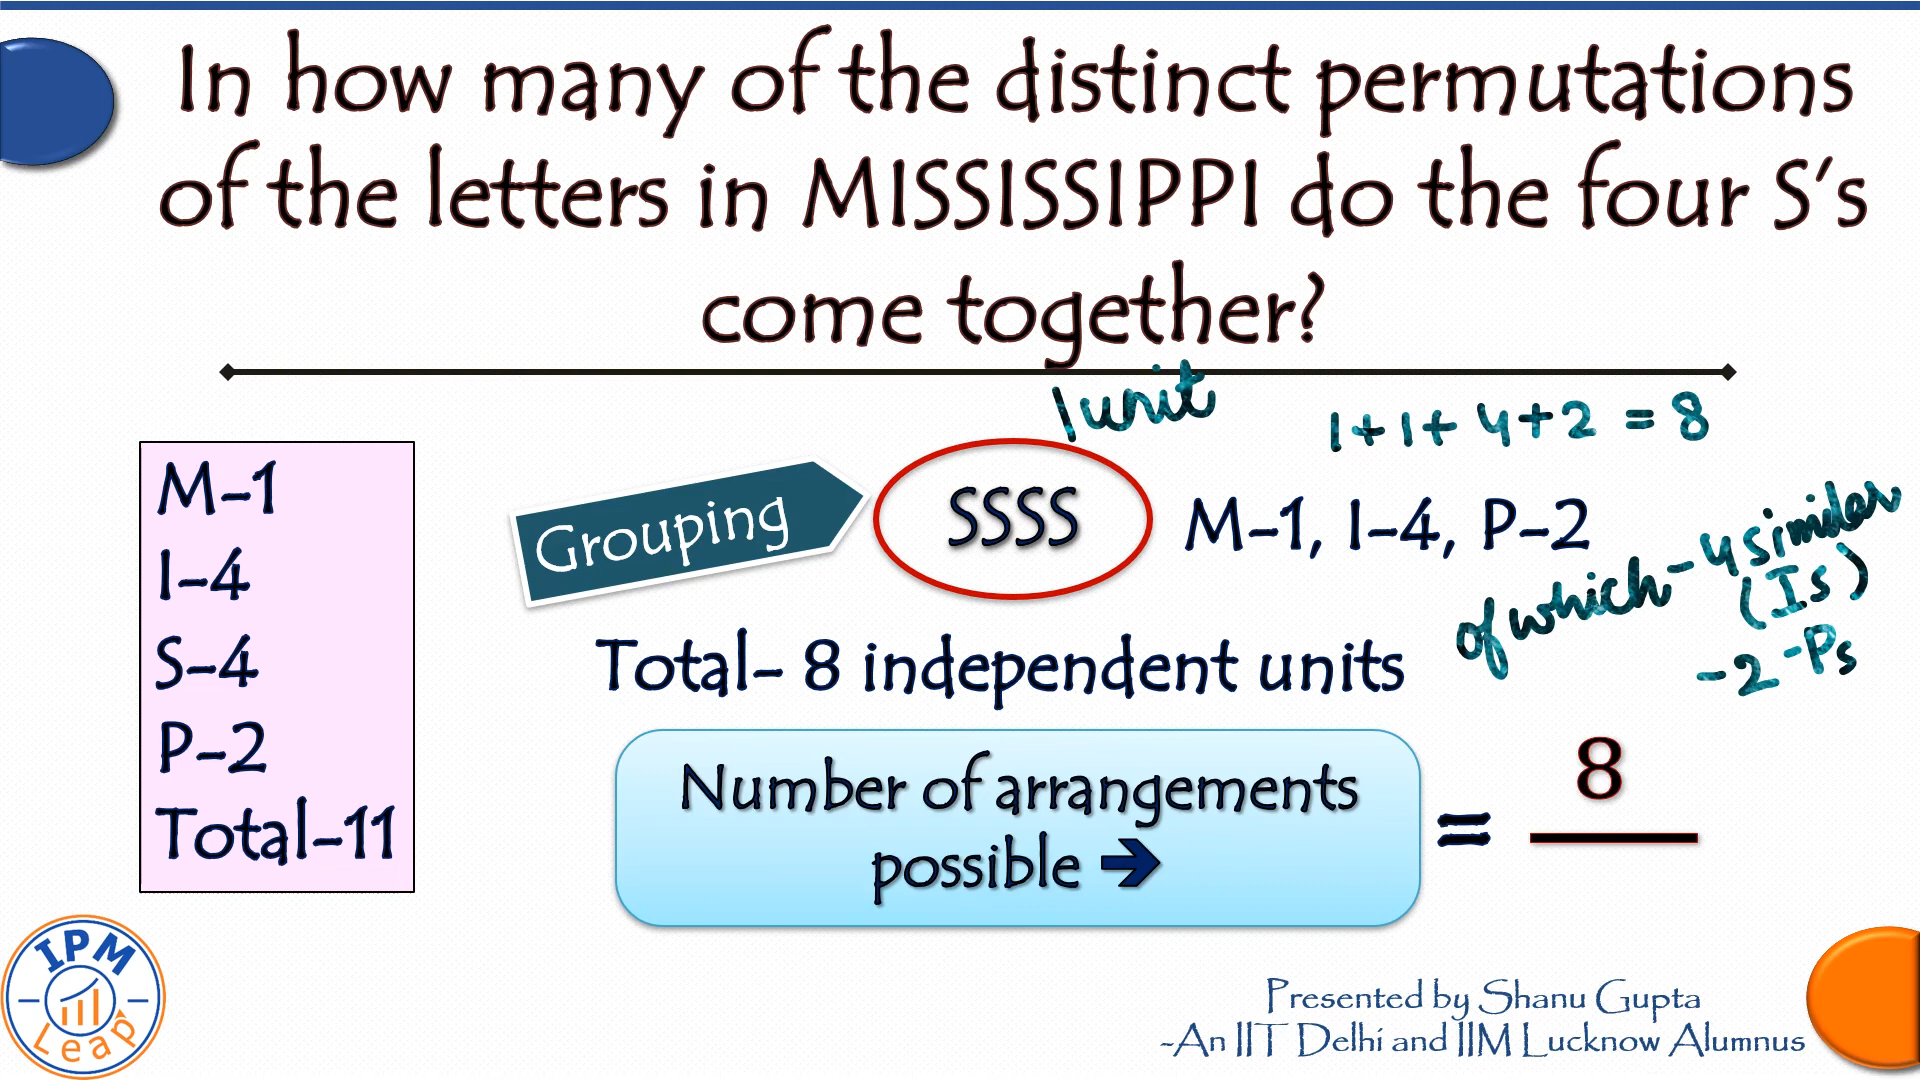 In how many of the distinct permutations
of the letters in MISSISSIPPI do the four S's
come together?
1 unit
1+1+4+2 = 8
M-1
I-4
S-4
P-2
Total-11
Grouping
SSSS
M-1, I-4, P-2
of which - 4 similar
(Is)
-2 -Ps
Total- 8 independent units
Number of arrangements
possible ➔
= 8
IPM
Leap
Presented by Shanu Gupta
-An IIT Delhi and IIM Lucknow Alumnus